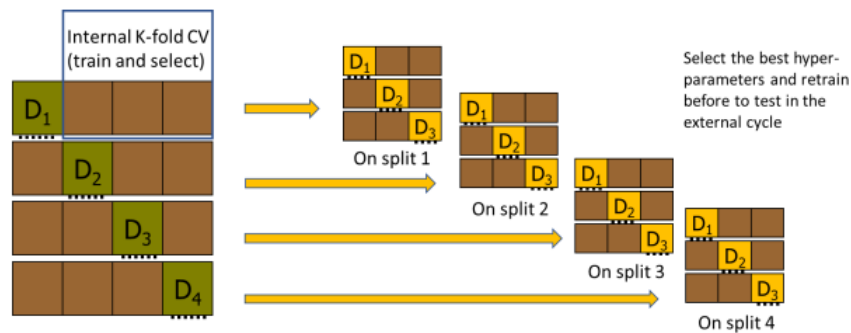 Internal K-fold CV
(train and select)
D₁
D₂
D₃
D₄
D₁
D₂
D₃
On split 1
D₁
D₂
D₃
On split 2
D₁
D₂
D₃
On split 3
D₁
D₂
D₃
On split 4
Select the best hyper-
parameters and retrain
before to test in the
external cycle